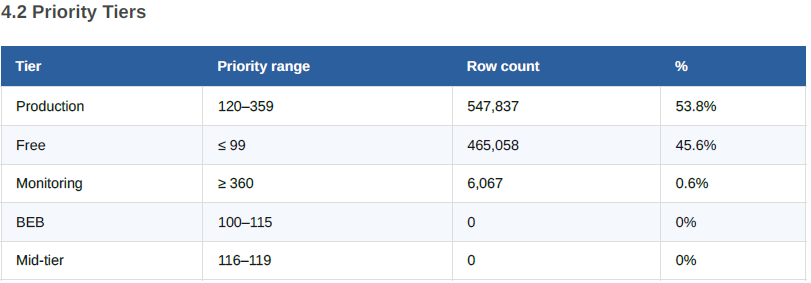 4.2 Priority Tiers
Tier Priority range Row count %
Production 120–359 547,837 53.8%
Free ≤ 99 465,058 45.6%
Monitoring ≥ 360 6,067 0.6%
BEB 100–115 0 0%
Mid-tier 116–119 0 0%